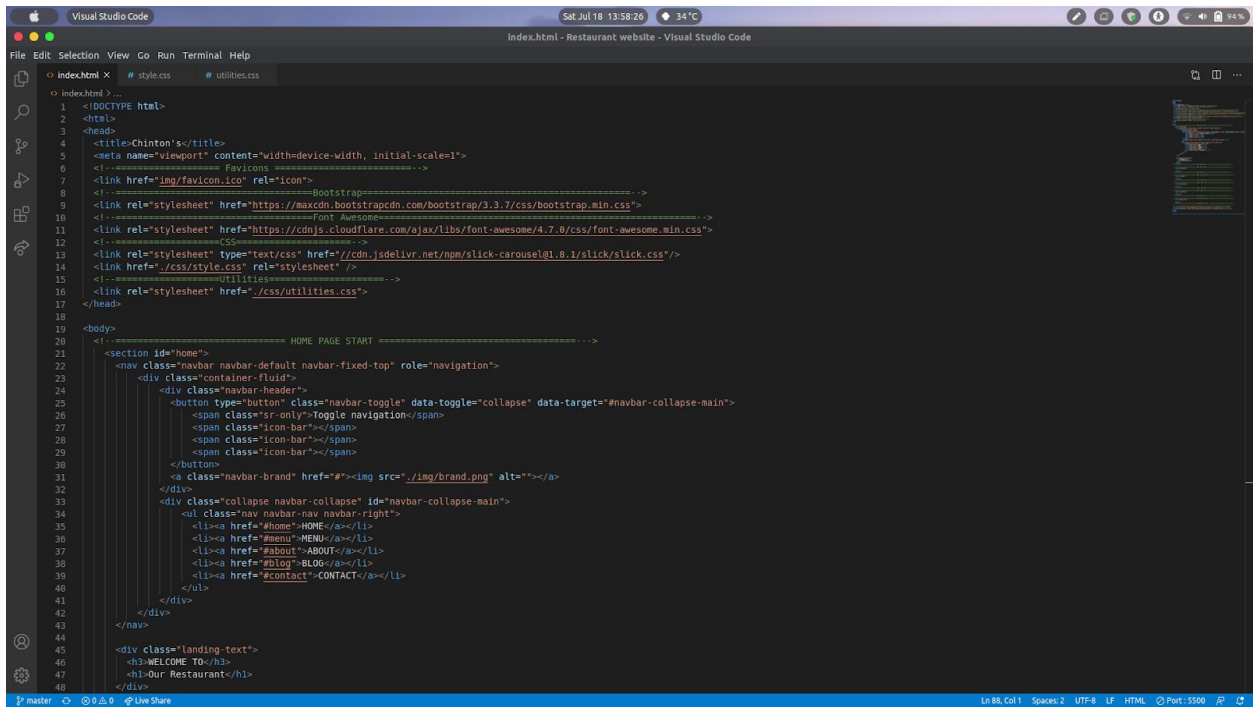 Visual Studio Code
Sat Jul 18 13:58:26
34 °C
94 %
index.html - Restaurant website - Visual Studio Code
File Edit Selection View Go Run Terminal Help
index.html
# style.css
# utilities.css
index.html > ...
1 <!DOCTYPE html>
2 <html>
3 <head>
4 <title>Chinton's</title>
5 <meta name="viewport" content="width=device-width, initial-scale=1">
6 <!--=================== Favicons =========================-->
7 <link href="img/favicon.ico" rel="icon">
8 <!--====================================Bootstrap=================================================-->
9 <link rel="stylesheet" href="https://maxcdn.bootstrapcdn.com/bootstrap/3.3.7/css/bootstrap.min.css">
10 <!--====================================Font Awesome==========================================================-->
11 <link rel="stylesheet" href="https://cdnjs.cloudflare.com/ajax/libs/font-awesome/4.7.0/css/font-awesome.min.css">
12 <!--===================CSS=====================-->
13 <link rel="stylesheet" type="text/css" href="//cdn.jsdelivr.net/npm/slick-carousel@1.8.1/slick/slick.css"/>
14 <link href="./css/style.css" rel="stylesheet" />
15 <!--===================Utilities=====================-->
16 <link rel="stylesheet" href="./css/utilities.css">
17 </head>
18
19 <body>
20 <!--=============================== HOME PAGE START ====================================--->
21 <section id="home">
22 <nav class="navbar navbar-default navbar-fixed-top" role="navigation">
23 <div class="container-fluid">
24 <div class="navbar-header">
25 <button type="button" class="navbar-toggle" data-toggle="collapse" data-target="#navbar-collapse-main">
26 <span class="sr-only">Toggle navigation</span>
27 <span class="icon-bar"></span>
28 <span class="icon-bar"></span>
29 <span class="icon-bar"></span>
30 </button>
31 <a class="navbar-brand" href="#"><img src="./img/brand.png" alt=""></a>
32 </div>
33 <div class="collapse navbar-collapse" id="navbar-collapse-main">
34 <ul class="nav navbar-nav navbar-right">
35 <li><a href="#home">HOME</a></li>
36 <li><a href="#menu">MENU</a></li>
37 <li><a href="#about">ABOUT</a></li>
38 <li><a href="#blog">BLOG</a></li>
39 <li><a href="#contact">CONTACT</a></li>
40 </ul>
41 </div>
42 </div>
43 </nav>
44
45 <div class="landing-text">
46 <h3>WELCOME TO</h3>
47 <h1>Our Restaurant</h1>
48 </div>
master
0
0
Live Share
Ln 88, Col 1 Spaces: 2 UTF-8 LF HTML Port : 5500